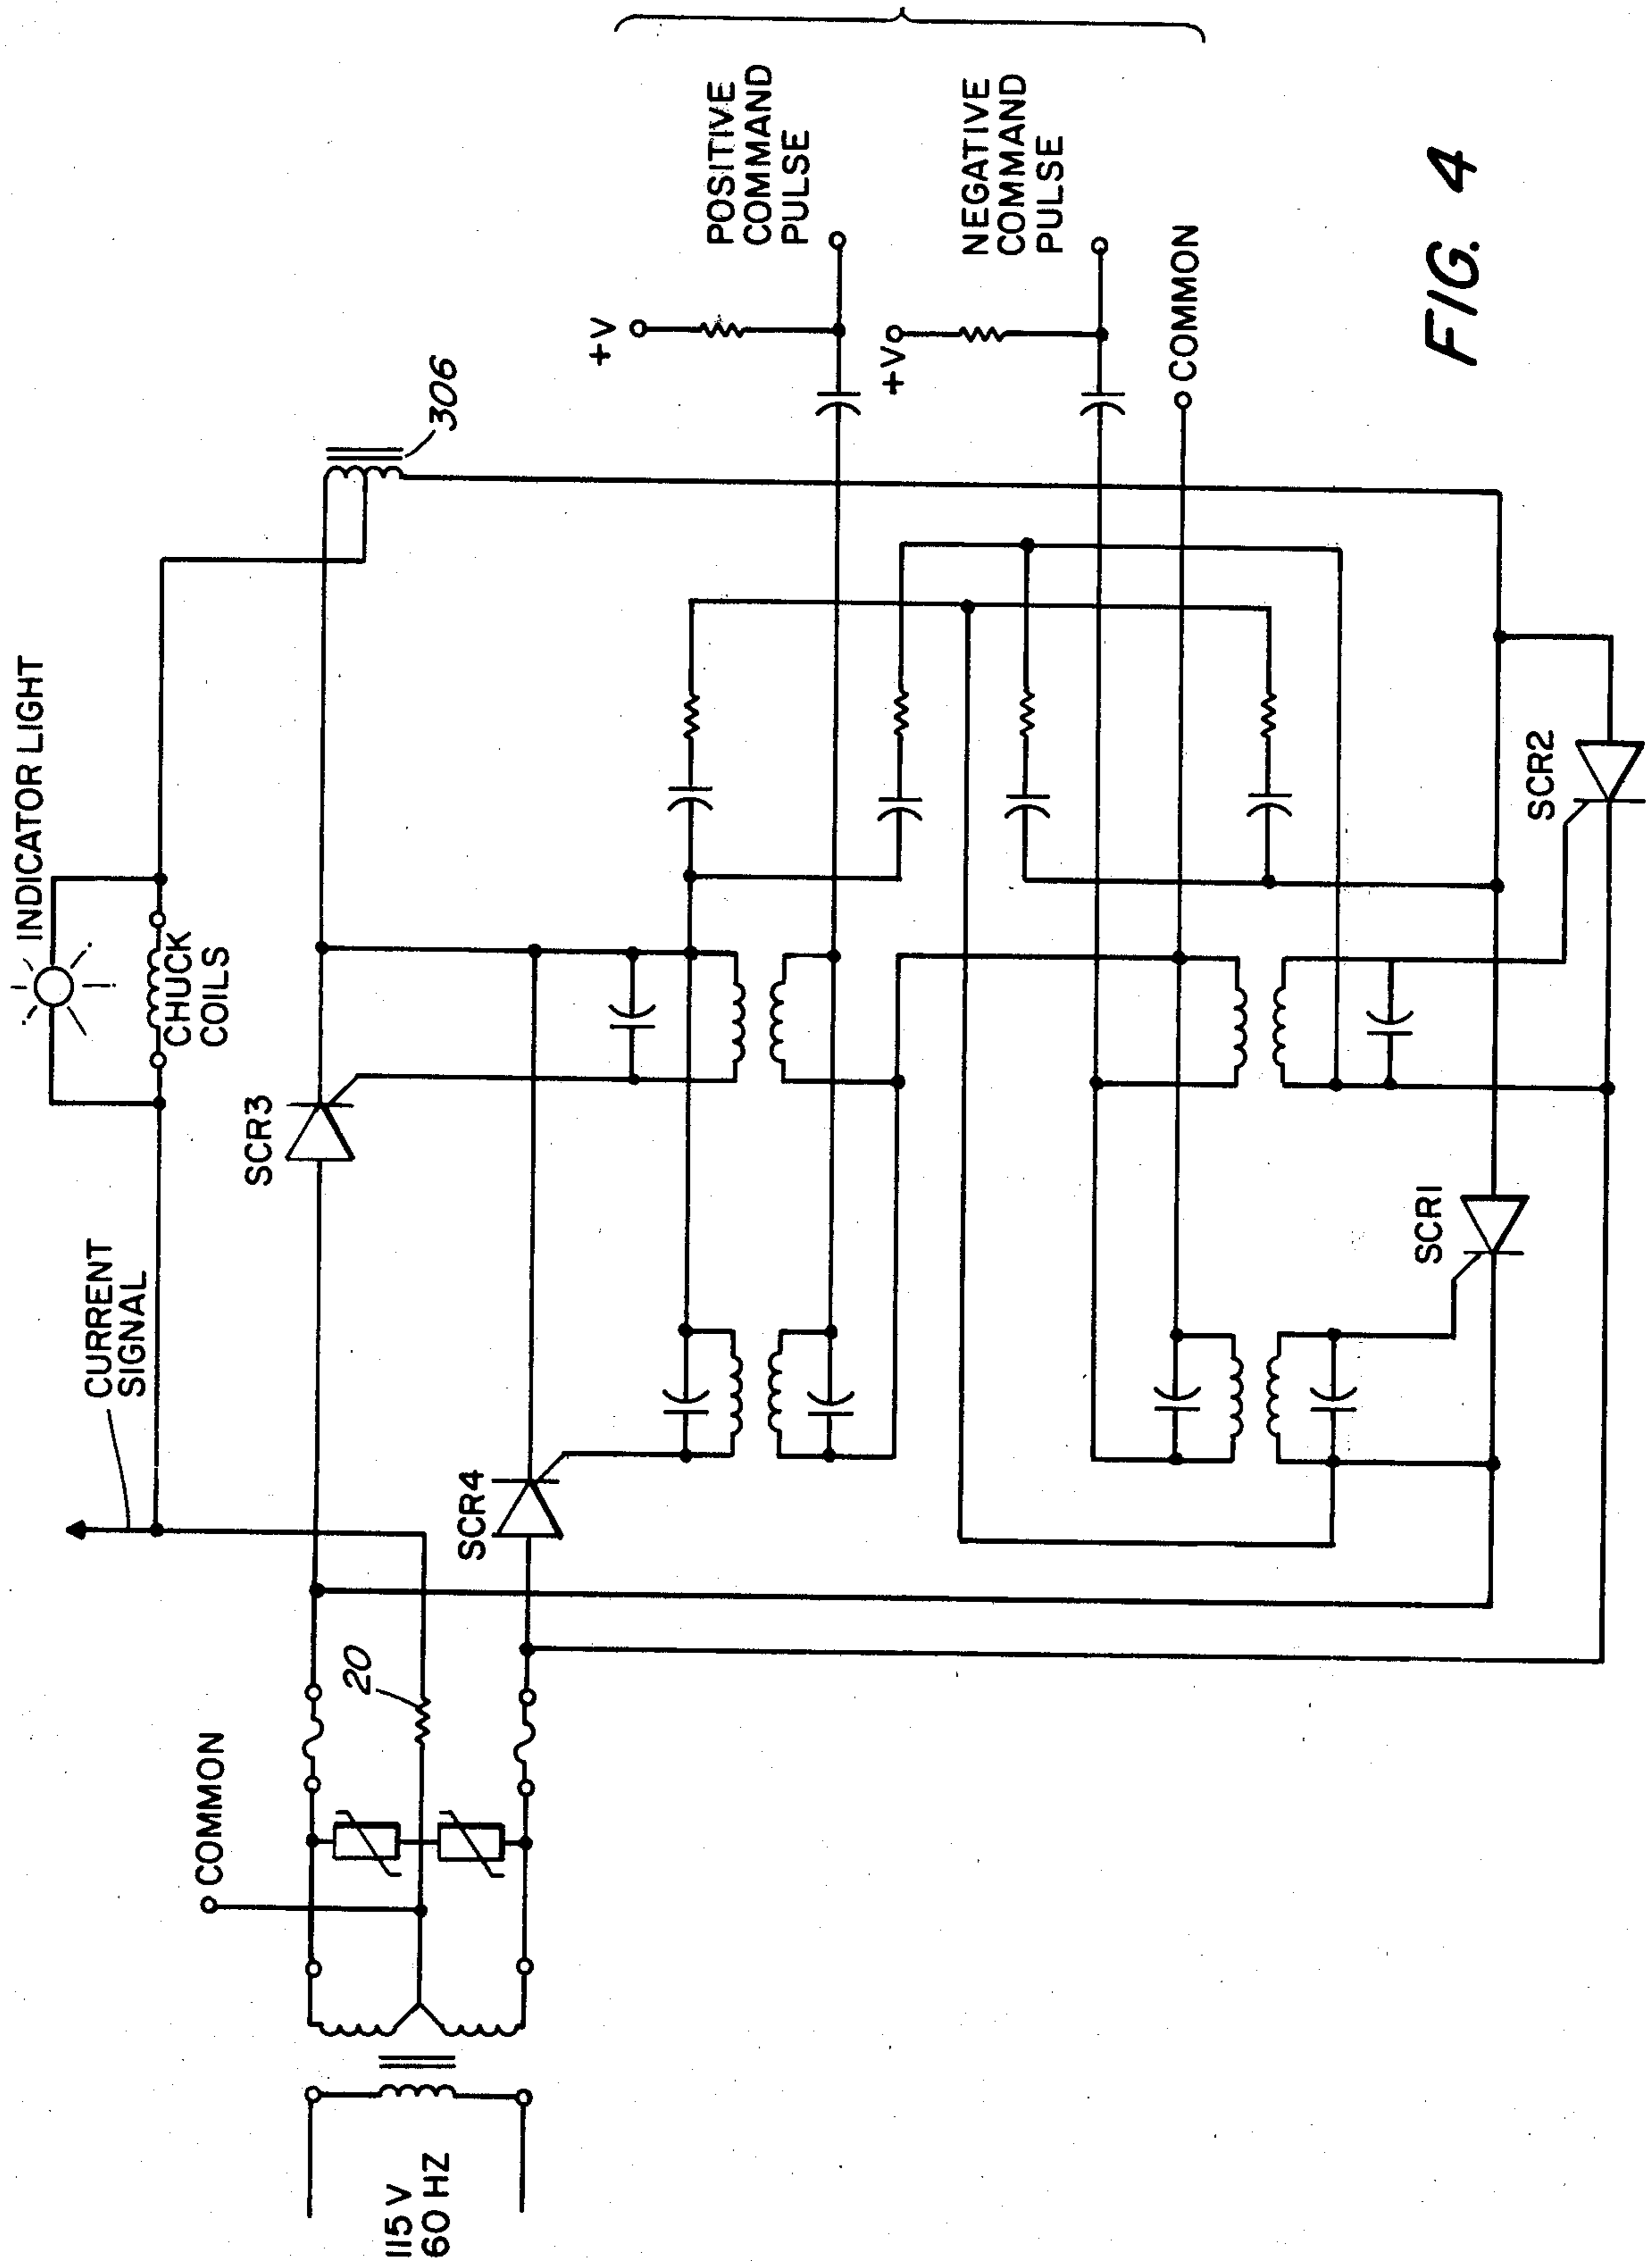 INDICATOR LIGHT
CHUCK
COILS
CURRENT
SIGNAL
306
SCR3
SCR4
20
COMMON
115 V
60 HZ
+V
POSITIVE
COMMAND
PULSE
+V
NEGATIVE
COMMAND
PULSE
COMMON
SCR1
SCR2
FIG. 4